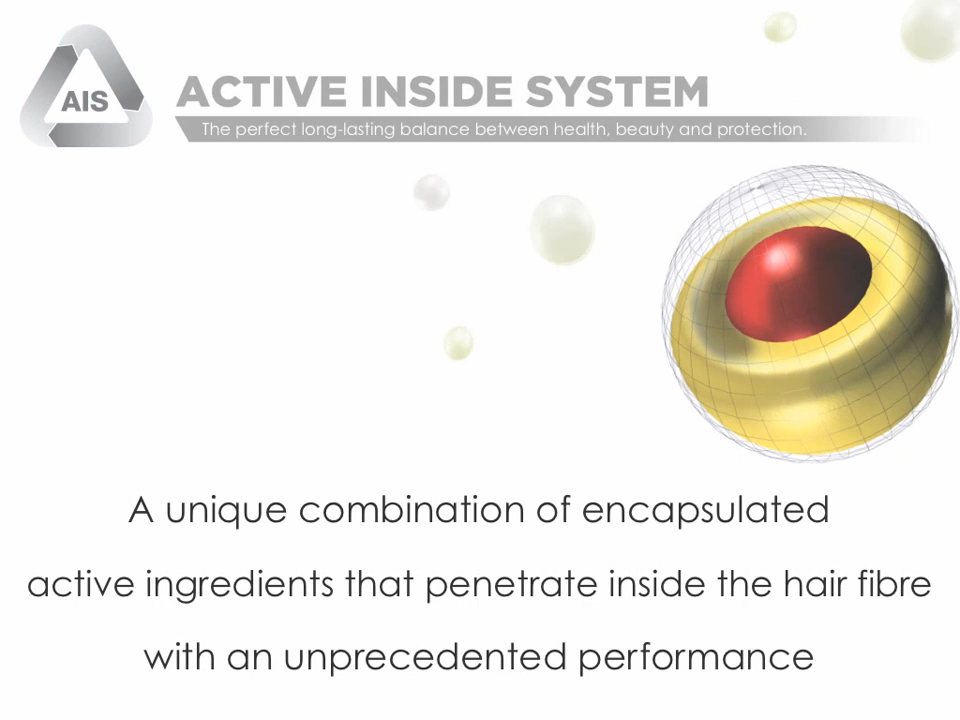 AIS
ACTIVE INSIDE SYSTEM
The perfect long-lasting balance between health, beauty and protection.
A unique combination of encapsulated
active ingredients that penetrate inside the hair fibre
with an unprecedented performance